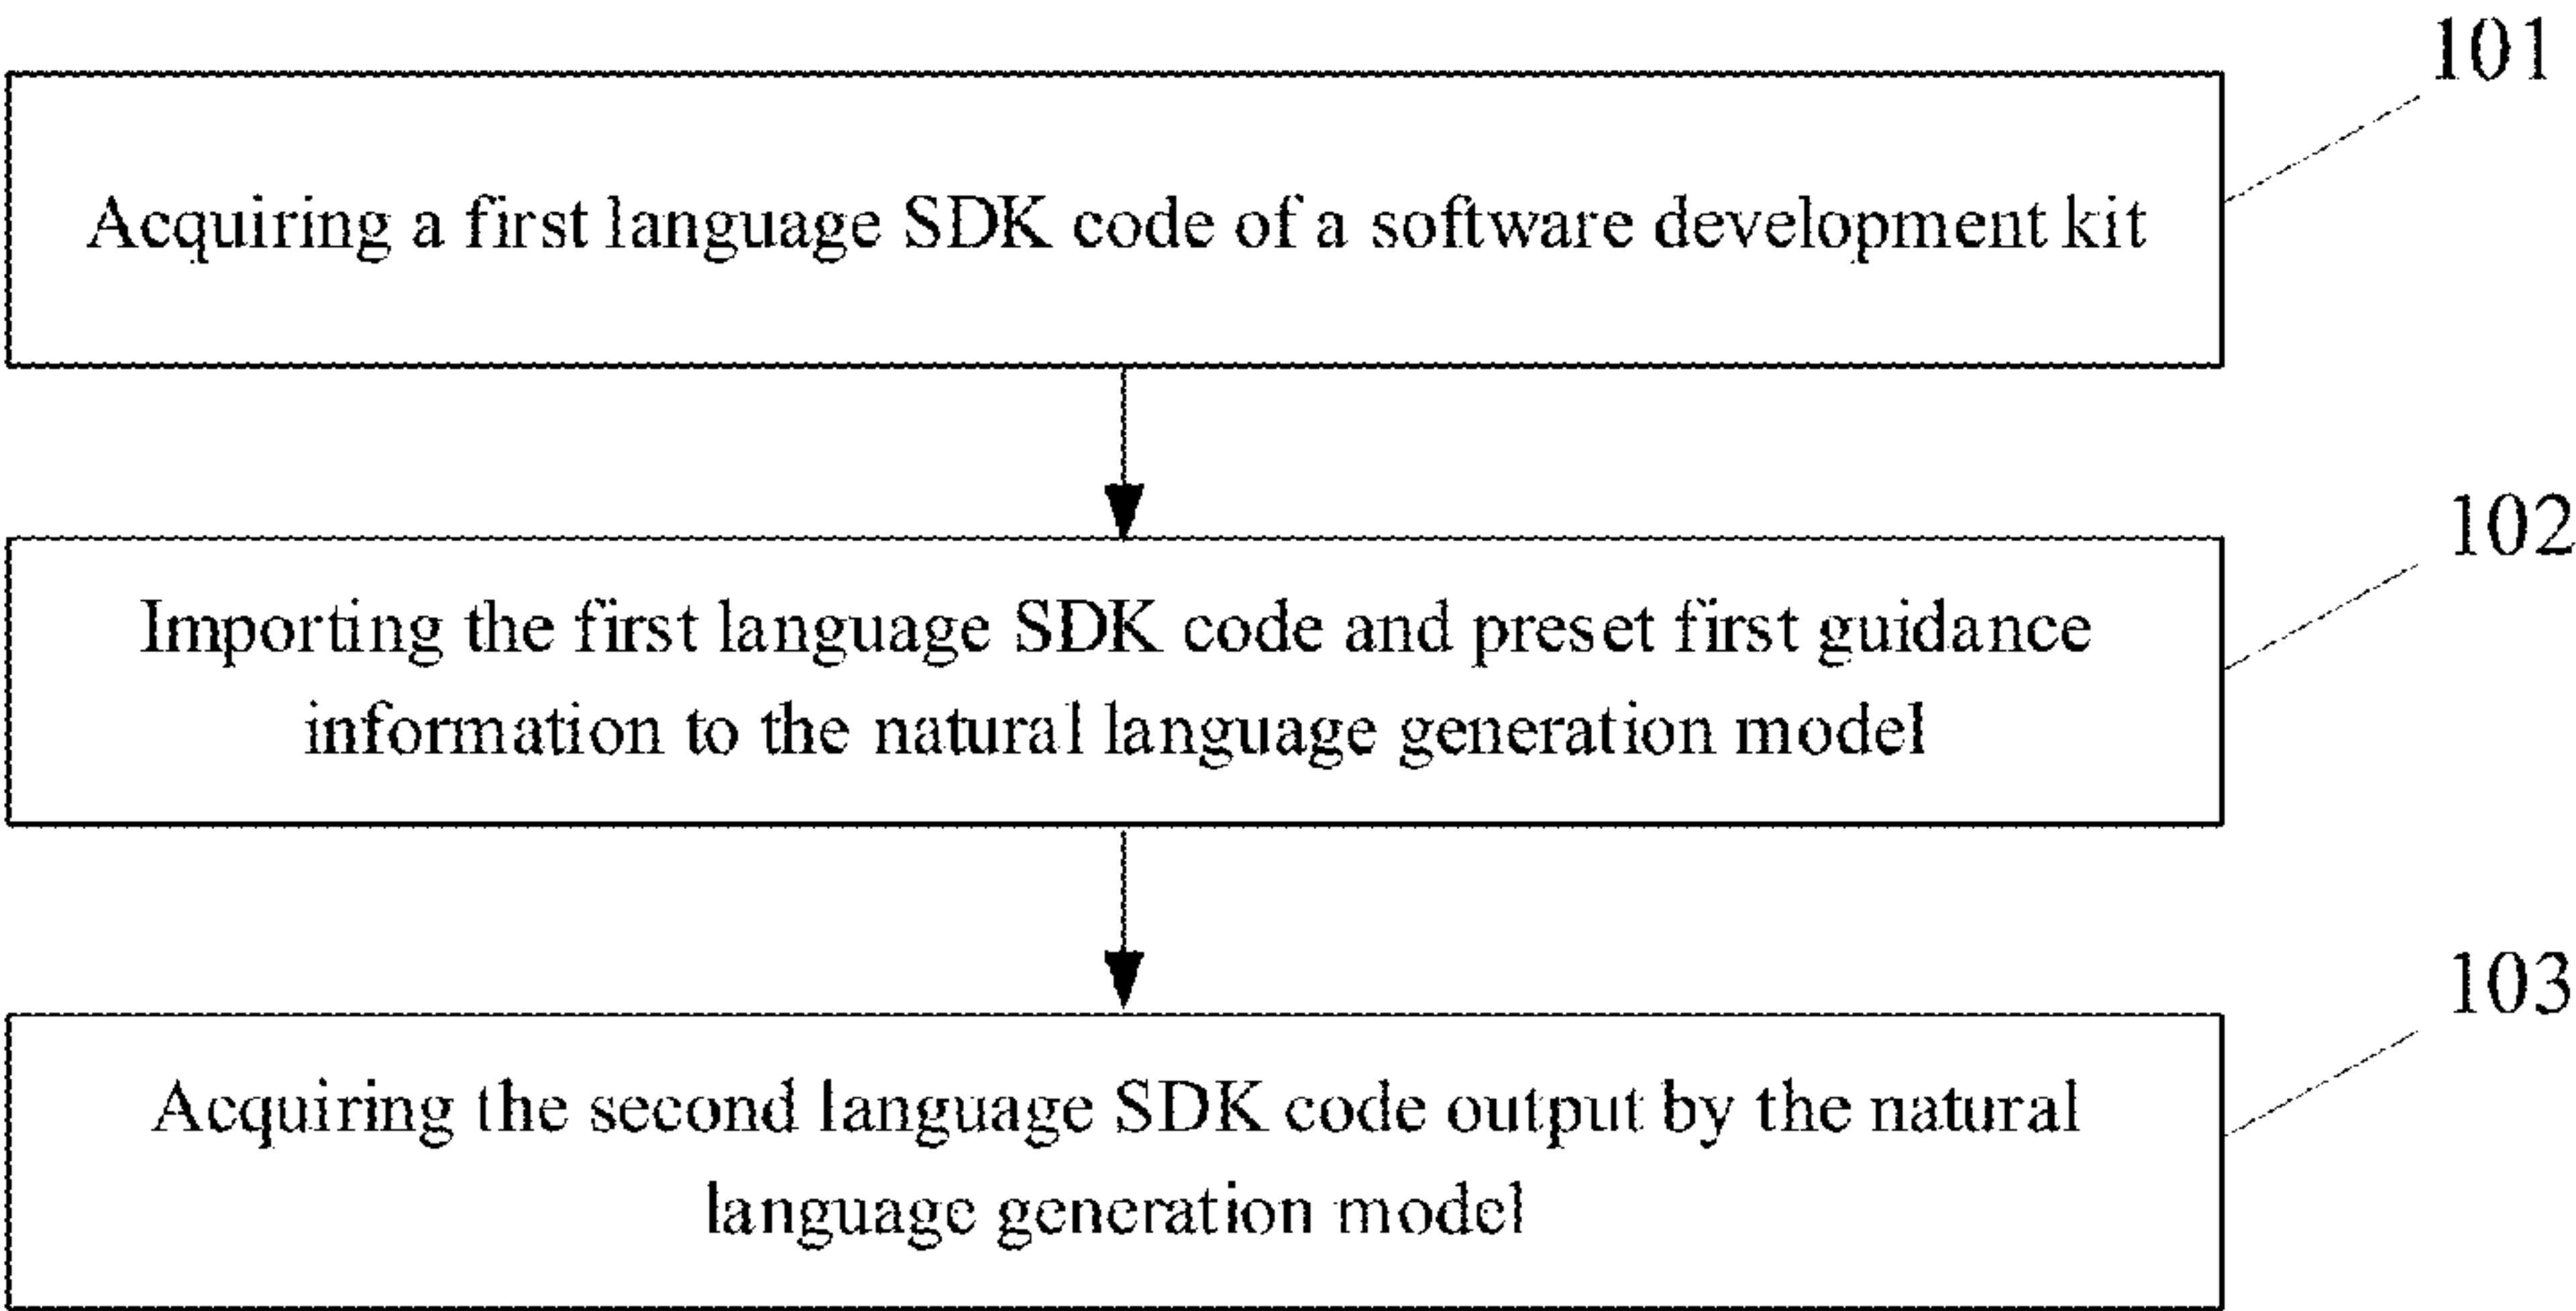 101
Acquiring a first language SDK code of a software development kit
102
Importing the first language SDK code and preset first guidance
information to the natural language generation model
103
Acquiring the second language SDK code output by the natural
language generation model